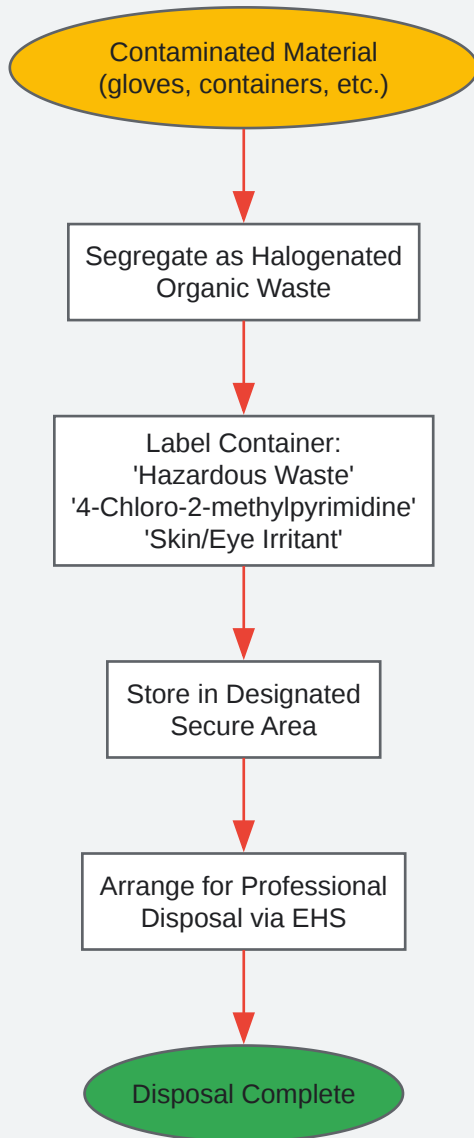 Contaminated Material
(gloves, containers, etc.)
Segregate as Halogenated
Organic Waste
Label Container:
'Hazardous Waste'
'4-Chloro-2-methylpyrimidine'
'Skin/Eye Irritant'
Store in Designated
Secure Area
Arrange for Professional
Disposal via EHS
Disposal Complete